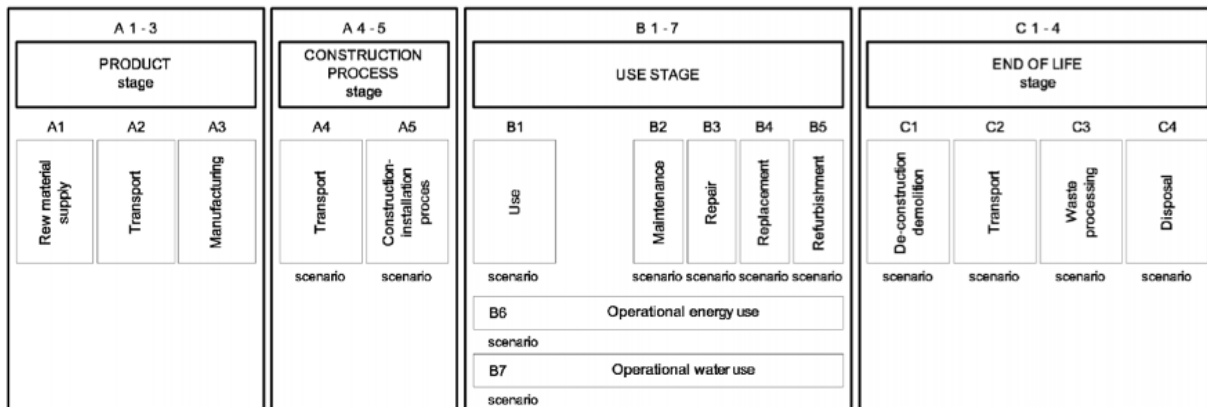 A 1 - 3
PRODUCT
stage
A1
A2
A3
Rew material
supply
Transport
Manufacturing
A 4 - 5
CONSTRUCTION
PROCESS
stage
A4
A5
Transport
Construction-
installation
proces
scenario
scenario
B 1 - 7
USE STAGE
B1
B2
B3
B4
B5
Use
Maintenance
Repair
Replacement
Refurbishment
scenario
scenario
scenario
scenario
scenario
B6 Operational energy use
scenario
B7 Operational water use
scenario
C 1 - 4
END OF LIFE
stage
C1
C2
C3
C4
De-construction
demolition
Transport
Waste
processing
Disposal
scenario
scenario
scenario
scenario